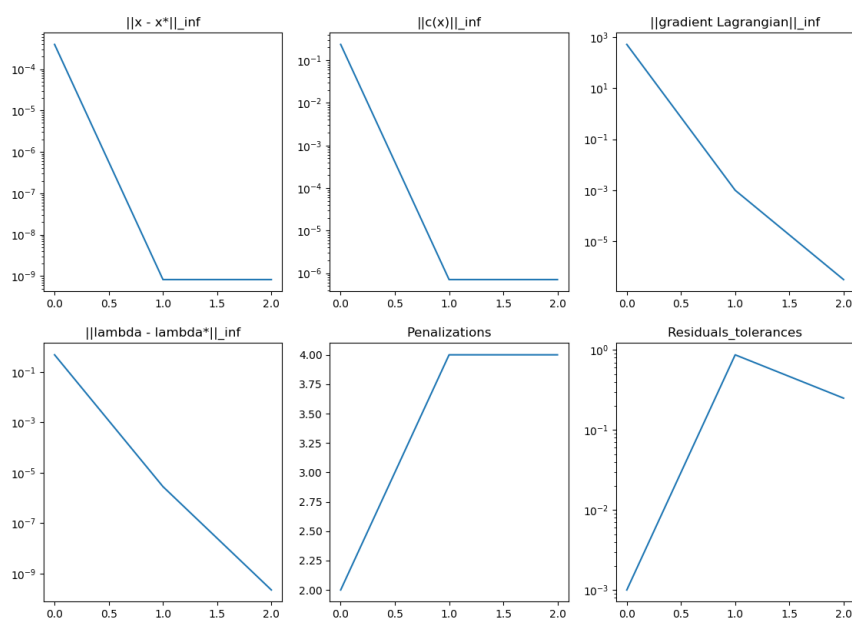 ||x - x*||_inf
10⁻⁴
10⁻⁵
10⁻⁶
10⁻⁷
10⁻⁸
10⁻⁹
0.0 0.5 1.0 1.5 2.0
||c(x)||_inf
10⁻¹
10⁻²
10⁻³
10⁻⁴
10⁻⁵
10⁻⁶
0.0 0.5 1.0 1.5 2.0
||gradient Lagrangian||_inf
10³
10¹
10⁻¹
10⁻³
10⁻⁵
0.0 0.5 1.0 1.5 2.0
||lambda - lambda*||_inf
10⁻¹
10⁻³
10⁻⁵
10⁻⁷
10⁻⁹
0.0 0.5 1.0 1.5 2.0
Penalizations
4.00
3.75
3.50
3.25
3.00
2.75
2.50
2.25
2.00
0.0 0.5 1.0 1.5 2.0
Residuals_tolerances
10⁰
10⁻¹
10⁻²
10⁻³
0.0 0.5 1.0 1.5 2.0